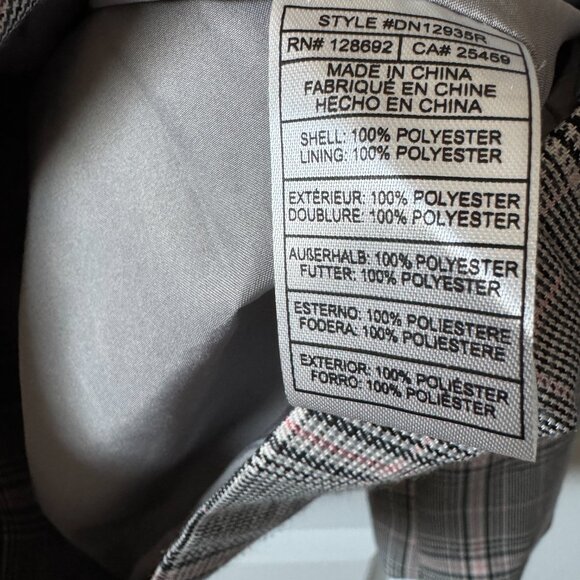 STYLE #DN12935R
RN# 128692 CA# 25459
MADE IN CHINA
FABRIQUÉ EN CHINE
HECHO EN CHINA
SHELL: 100% POLYESTER
LINING: 100% POLYESTER
EXTÉRIEUR: 100% POLYESTER
DOUBLURE: 100% POLYESTER
AUßERHALB: 100% POLYESTER
FUTTER: 100% POLYESTER
ESTERNO: 100% POLIESTERE
FODERA: 100% POLIESTERE
EXTERIOR: 100% POLIÉSTER
FORRO: 100% POLIÉSTER